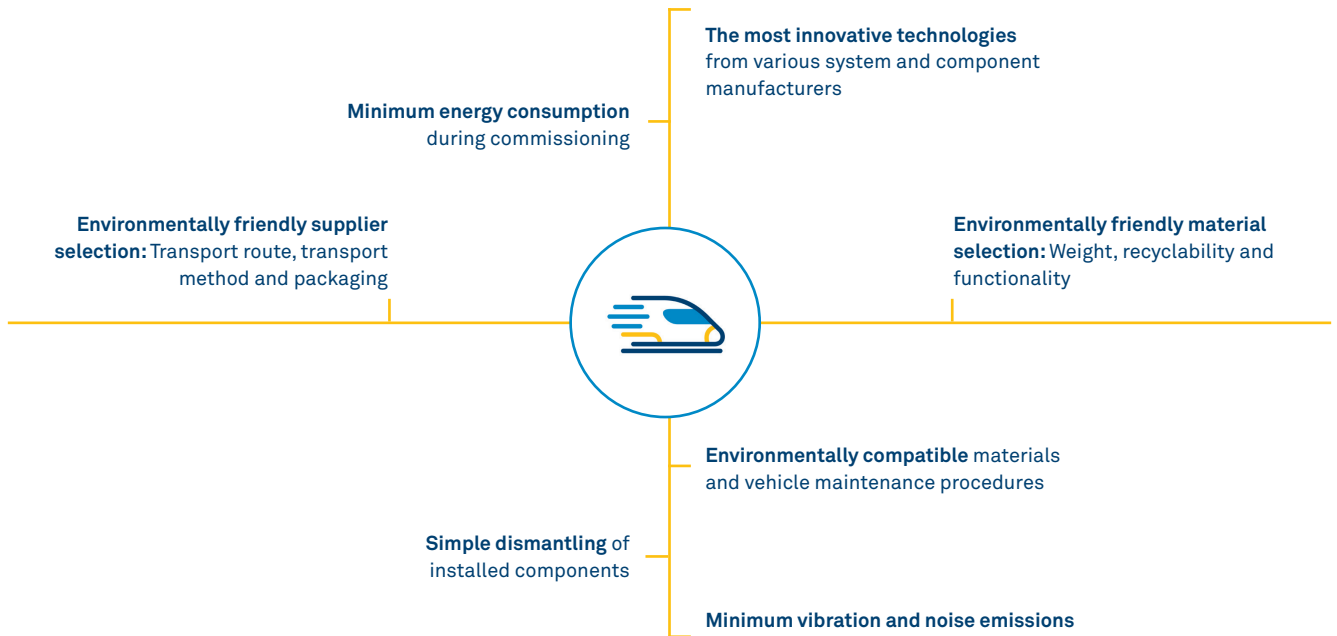 The most innovative technologies
from various system and component
manufacturers
Minimum energy consumption
during commissioning
Environmentally friendly supplier
selection: Transport route, transport
method and packaging
Environmentally friendly material
selection: Weight, recyclability and
functionality
Environmentally compatible materials
and vehicle maintenance procedures
Simple dismantling of
installed components
Minimum vibration and noise emissions